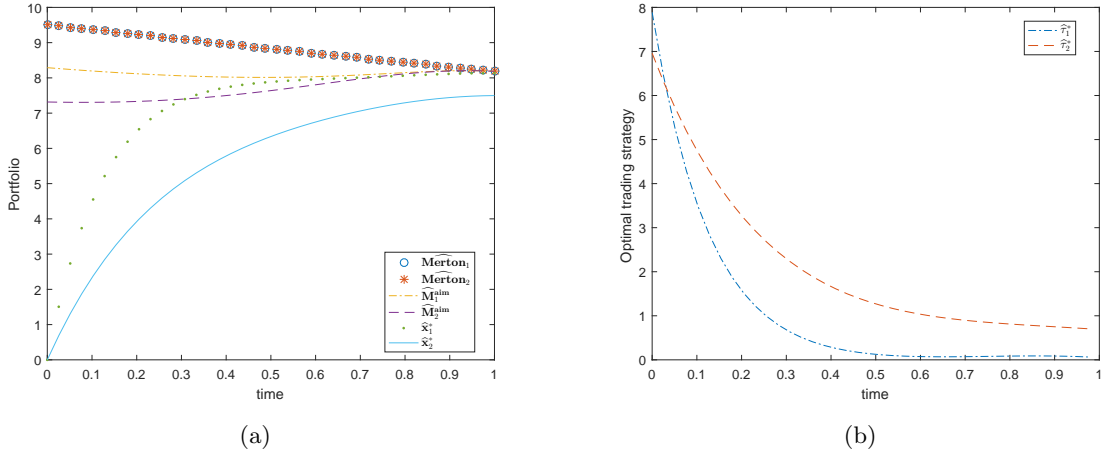 10
9
8
7
6
5
4
3
2
1
0
Portfolio
0 0.1 0.2 0.3 0.4 0.5 0.6 0.7 0.8 0.9 1
time
Merton₁
Merton₂
M̂₁^aim
M̂₂^aim
x̂₁*
x̂₂*
(a)
8
7
6
5
4
3
2
1
0
Optimal trading strategy
0 0.1 0.2 0.3 0.4 0.5 0.6 0.7 0.8 0.9 1
time
τ̂₁*
τ̂₂*
(b)